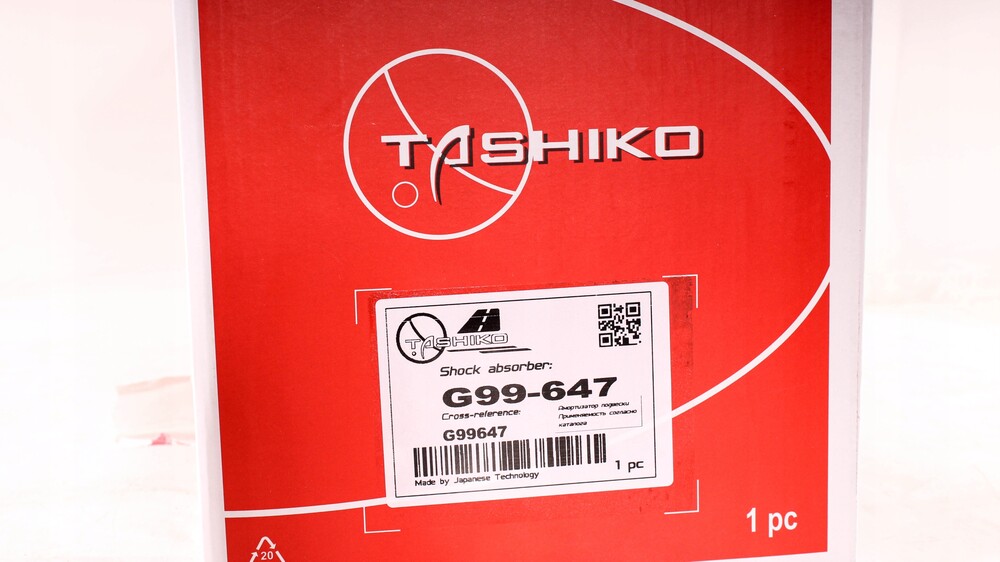 TASHIKO
TASHIKO
Shock absorber:
G99-647
Cross-reference:
G99647
Амортизатор подвески
Применяемость согласно
каталога
Made by Japanese Technology
1 pc
1 pc
20